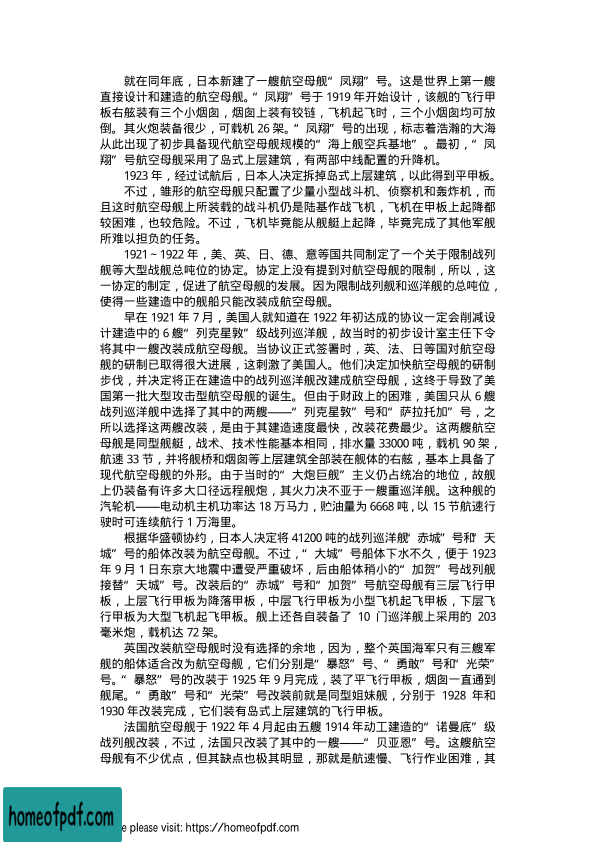 就在同年底，日本新建了一艘航空母舰“凤翔”号。这是世界上第一艘
直接设计和建造的航空母舰。“凤翔”号于 1919 年开始设计，该舰的飞行甲
板右舷装有三个小烟囱，烟囱上装有铰链，飞机起飞时，三个小烟囱均可放
倒。其火炮装备很少，可载机 26 架。“凤翔”号的出现，标志着浩瀚的大海
从此出现了初步具备现代航空母舰规模的“海上舰空兵基地”。最初，“凤
翔”号航空母舰采用了岛式上层建筑，有两部中线配置的升降机。
1923 年，经过试航后，日本人决定拆掉岛式上层建筑，以此得到平甲板。
不过，雏形的航空母舰只配置了少量小型战斗机、侦察机和轰炸机，而
且这时航空母舰上所装载的战斗机仍是陆基作战飞机，飞机在甲板上起降都
较困难，也较危险。不过，飞机毕竟能从舰艇上起降，毕竟完成了其他军舰
所难以担负的任务。
1921～1922 年，美、英、日、德、意等国共同制定了一个关于限制战列
舰等大型战舰总吨位的协定。协定上没有提到对航空母舰的限制，所以，这
一协定的制定，促进了航空母舰的发展。因为限制战列舰和巡洋舰的总吨位，
使得一些建造中的舰船只能改装成航空母舰。
早在 1921 年 7 月，美国人就知道在 1922 年初达成的协议一定会削减设
计建造中的 6 艘“列克星敦”级战列巡洋舰，故当时的初步设计室主任下令
将其中一艘改装成航空母舰。当协议正式签署时，英、法、日等国对航空母
舰的研制已取得很大进展，这刺激了美国人。他们决定加快航空母舰的研制
步伐，并决定将正在建造中的战列巡洋舰改建成航空母舰，这终于导致了美
国第一批大型攻击型航空母舰的诞生。但由于财政上的困难，美国只从 6 艘
战列巡洋舰中选择了其中的两艘——“列克星敦”号和“萨拉托加”号，之
所以选择这两艘改装，是由于其建造速度最快，改装花费最少。这两艘航空
母舰是同型舰艇，战术、技术性能基本相同，排水量 33000 吨，载机 90 架，
航速 33 节，并将舰桥和烟囱等上层建筑全部装在舰体的右舷，基本上具备了
现代航空母舰的外形。由于当时的“大炮巨舰”主义仍占统治的地位，故舰
上仍装备有许多大口径远程舰炮，其火力决不亚于一艘重巡洋舰。这种舰的
汽轮机——电动机主机功率达 18 万马力，贮油量为 6668 吨，以 15 节航速行
驶时可连续航行 1 万海里。
根据华盛顿协约，日本人决定将 41200 吨的战列巡洋舰“赤城”号和“天
城”号的船体改装为航空母舰。不过，“大城”号船体下水不久，便于 1923
年 9 月 1 日东京大地震中遭受严重破坏，后由船体稍小的“加贺”号战列舰
接替“天城”号。改装后的“赤城”号和“加贺”号航空母舰有三层飞行甲
板，上层飞行甲板为降落甲板，中层飞行甲板为小型飞机起飞甲板，下层飞
行甲板为大型飞机起飞甲板。舰上还各自装备了 10 门巡洋舰上采用的 203
毫米炮，载机达 72 架。
英国改装航空母舰时没有选择的余地，因为，整个英国海军只有三艘军
舰的船体适合改为航空母舰，它们分别是“暴怒”号、“勇敢”号和“光荣”
号。“暴怒”号的改装于 1925 年 9 月完成，装了平飞行甲板，烟囱一直通到
舰尾。“勇敢”号和“光荣”号改装前就是同型姐妹舰，分别于 1928 年和
1930 年改装完成，它们装有岛式上层建筑的飞行甲板。
法国航空母舰于 1922 年 4 月起由五艘 1914 年动工建造的“诺曼底”级
战列舰改装，不过，法国只改装了其中的一艘——“贝亚恩”号。这艘航空
母舰有不少优点，但其缺点也极其明显，那就是航速慢、飞行作业困难，其
homeofpdf.com
e please visit: https://homeofpdf.com